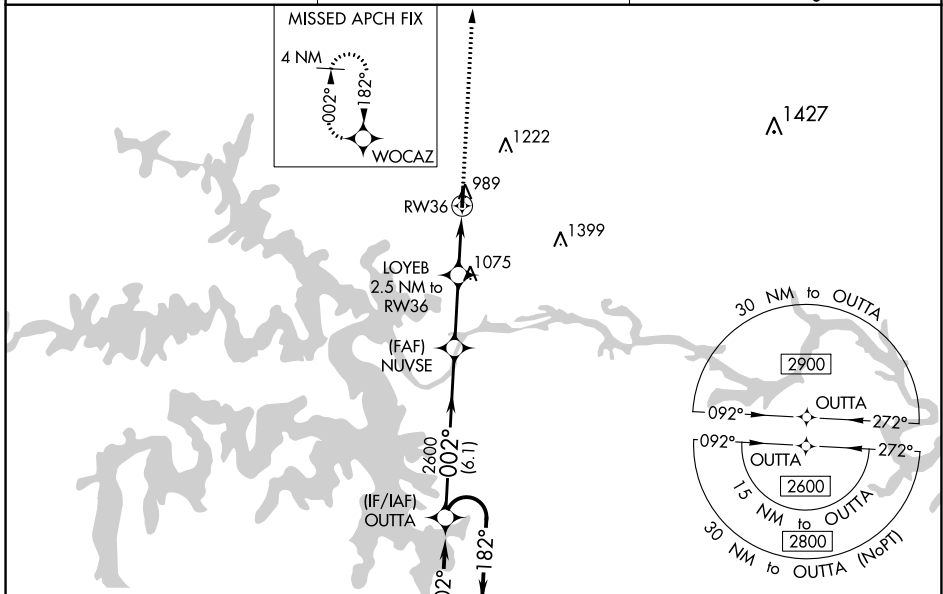 MISSED APCH FIX
4 NM
002°
182°
WOCAZ
1222
1427
989
RW36
1399
LOYEB
2.5 NM to
RW36
1075
(FAF)
NUVSE
2600
002°
(6.1)
(IF/IAF)
OUTTA
182°
02°
30 NM to OUTTA
2900
OUTTA
092°
272°
092°
272°
OUTTA
2600
15 NM to OUTTA
2800
30 NM to OUTTA (NoPT)